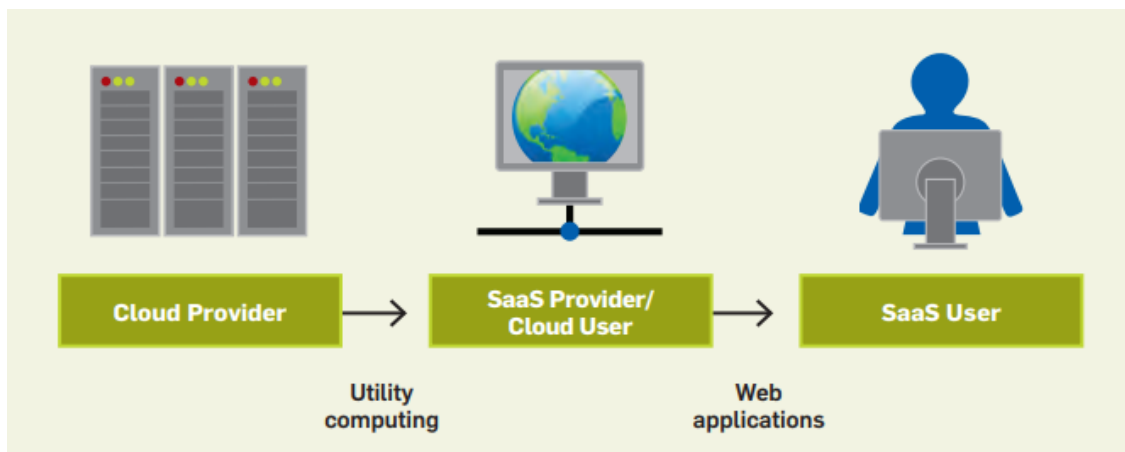 Cloud Provider
SaaS Provider/
Cloud User
SaaS User
Utility
computing
Web
applications